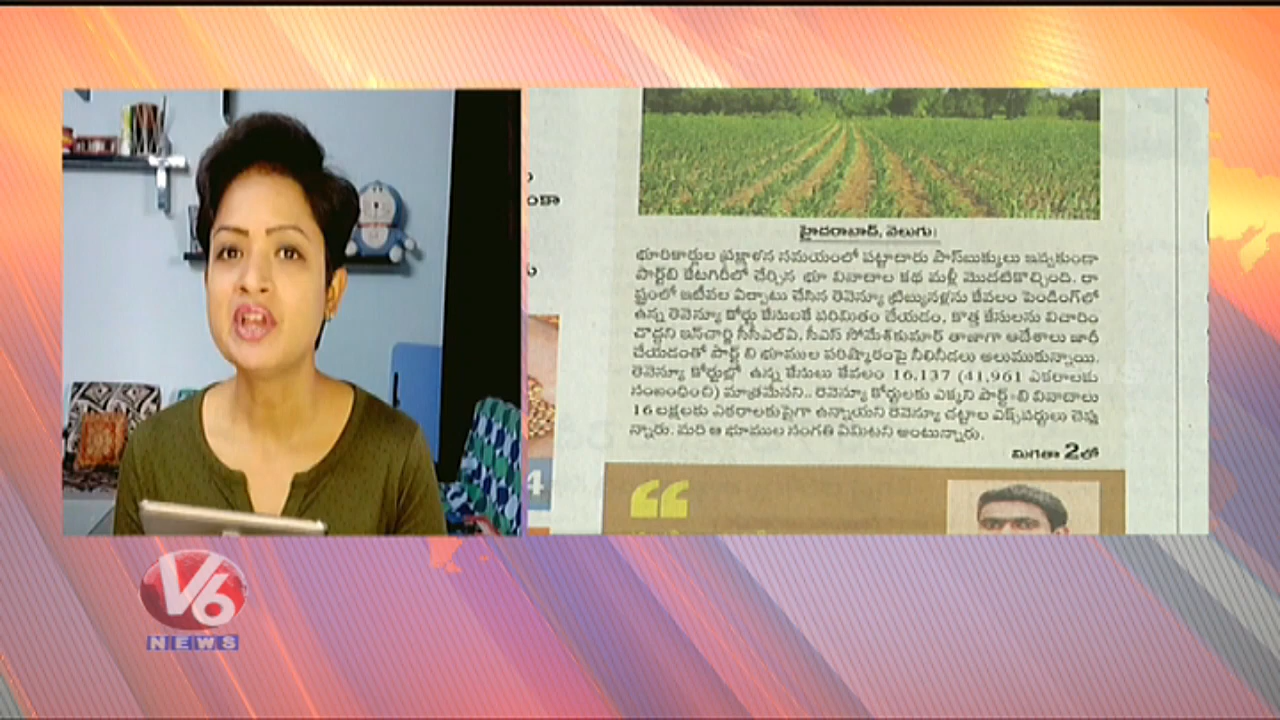 ంకా
హైదరాబాద్, వెలుగు:
భూరికార్డుల ప్రక్షాళన సమయంలో పట్టాదారు పాస్‌బుక్కులు ఇవ్వకుండా
పార్ట్‌బి కేటగిరీలో చేర్చిన భూ వివాదాల కథ మళ్లీ మొదటికొచ్చింది. రా
ష్ట్రంలో ఇటీవల ఏర్పాటు చేసిన రెవెన్యూ ట్రిబ్యునళ్లను కేవలం పెండింగ్‌లో
ఉన్న రెవెన్యూ కోర్టు కేసులకే పరిమితం చేయడం, కొత్త కేసులను విచారిం
చొద్దని ఇన్‌చార్జి సీసీఎల్ఏ, సీఎస్ సోమేశ్‌కుమార్ తాజాగా ఆదేశాలు జారీ
చేయడంతో పార్ట్ బి భూముల పరిష్కారంపై నీలినీడలు అలుముకున్నాయి.
రెవెన్యూ కోర్టుల్లో ఉన్న కేసులు కేవలం 16,137 (41,961 ఎకరాలకు
సంబంధించి) మాత్రమేనని.. రెవెన్యూ కోర్టులకు ఎక్కని పార్ట్-బి వివాదాలు
16 లక్షలకు ఎకరాలకుపైగా ఉన్నాయని రెవెన్యూ చట్టాల ఎక్స్‌పర్టులు చెప్తు
న్నారు. మరి ఆ భూముల సంగతి ఏమిటని అంటున్నారు.
మిగతా 2లో
4
V6
NEWS